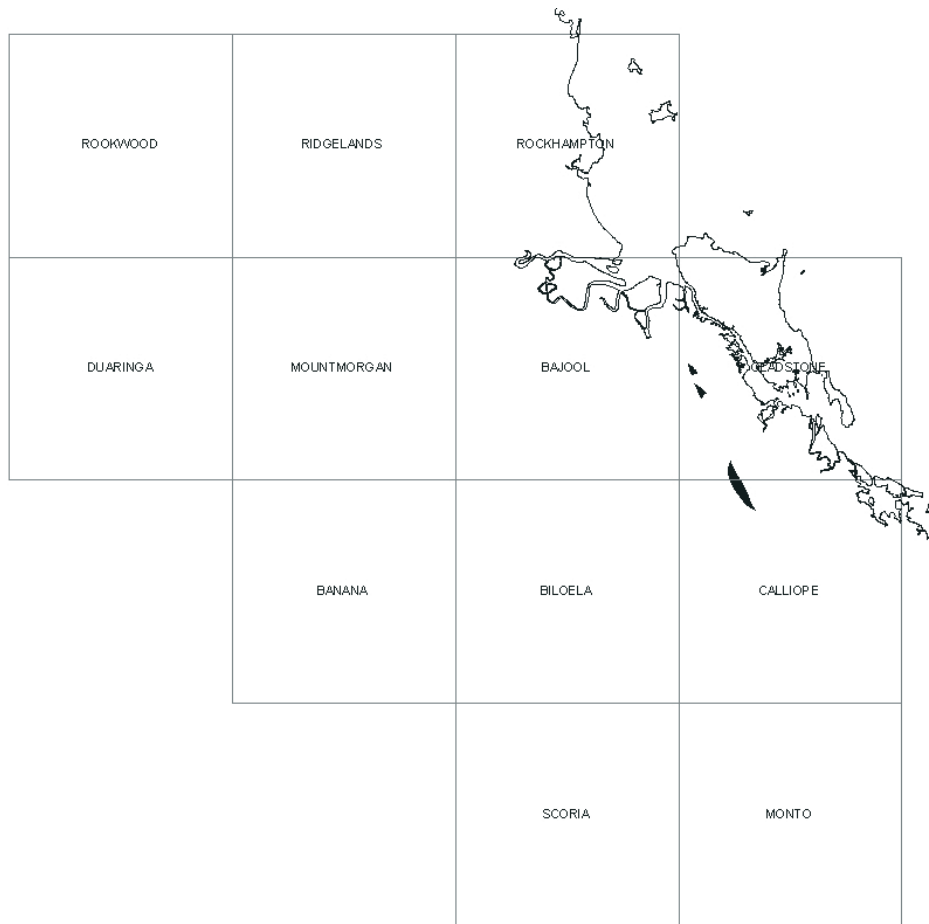 ROOKWOOD
RIDGELANDS
ROCKHAMPTON
DUARINGA
MOUNTMORGAN
BAJOOL
GLADSTONE
BANANA
BILOELA
CALLIOPE
SCORIA
MONTO